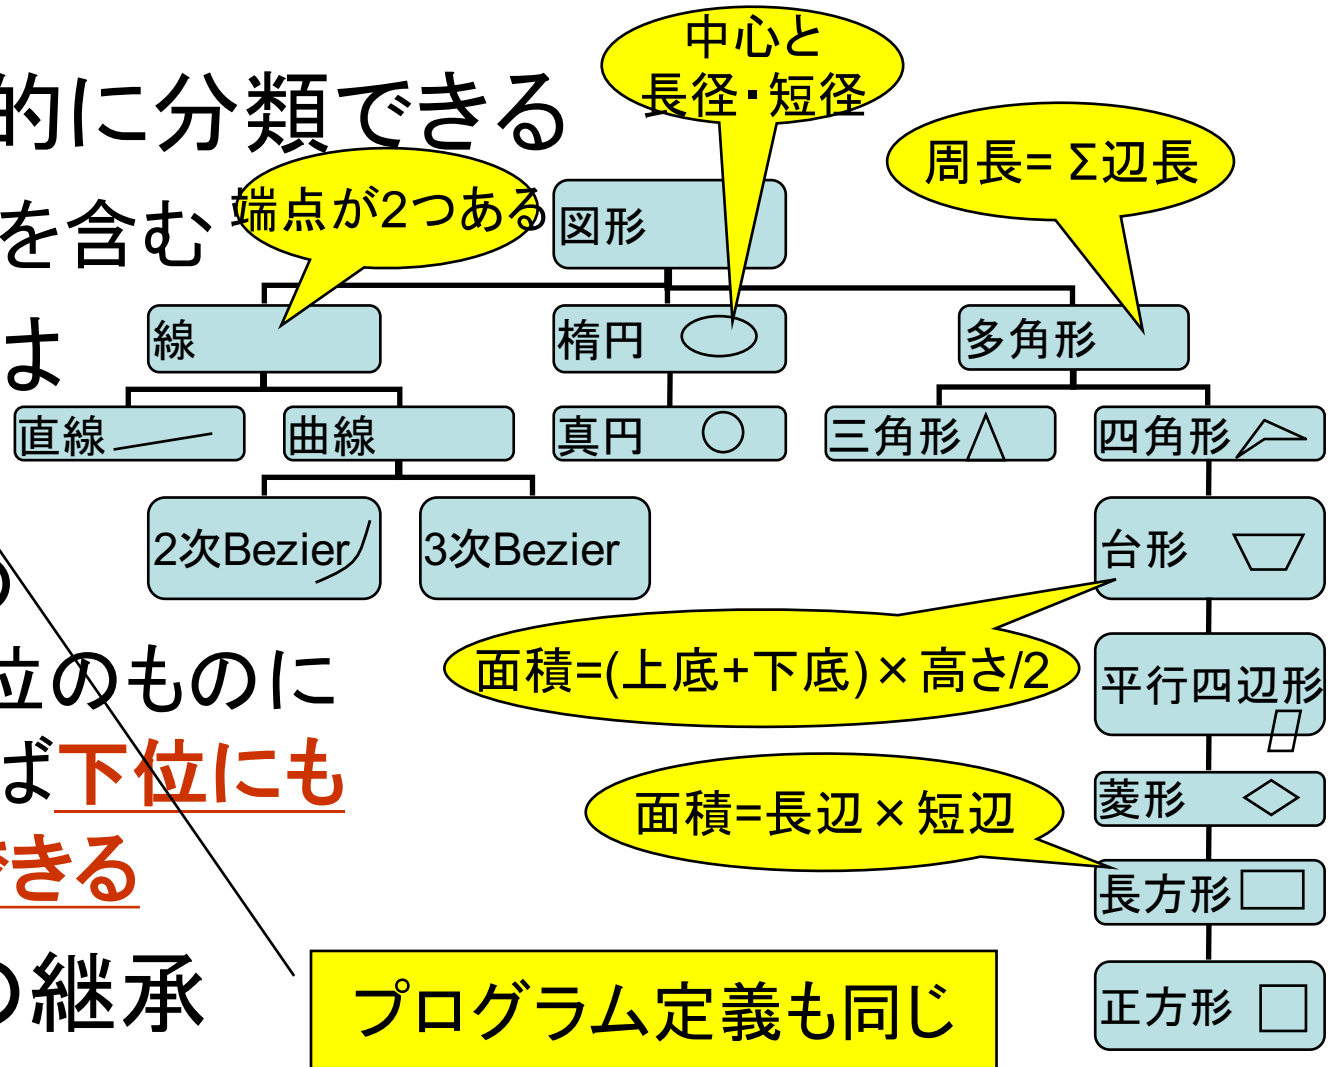 中心と
長径・短径
的に分類できる
周長= Σ辺長
を含む
端点が2つある
図形
は
線
楕円
多角形
直線
曲線
真円
三角形
四角形
2次Bezier
3次Bezier
台形
の
位のものに
面積=(上底+下底)×高さ/2
平行四辺形
ば下位にも
面積=長辺×短辺
菱形
できる
長方形
の継承
プログラム定義も同じ
正方形